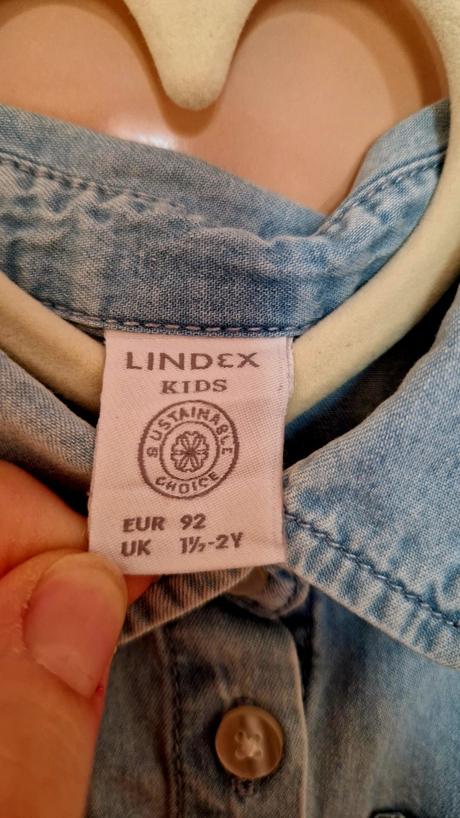 LINDEX
KIDS
SUSTAINABLE
CHOICE
EUR 92
UK 1½-2Y